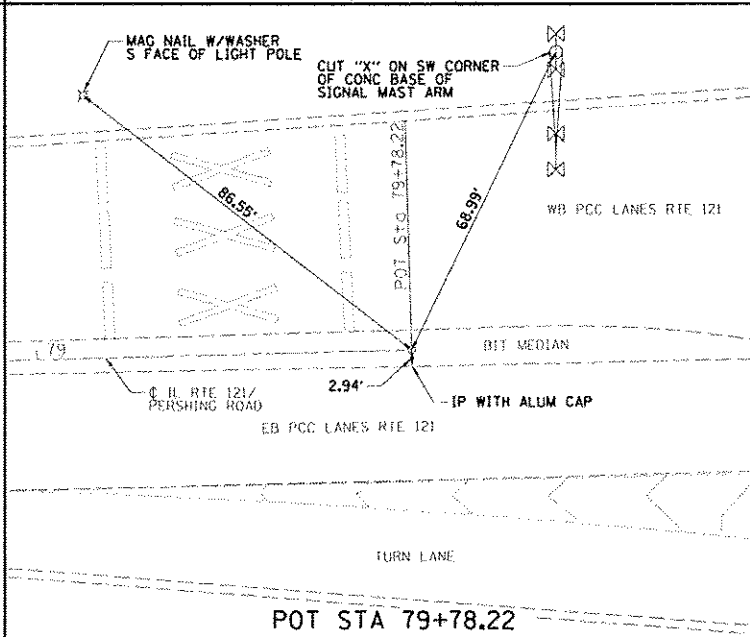 MAG NAIL W/WASHER
S FACE OF LIGHT POLE
CUT "X" ON SW CORNER
OF CONC BASE OF
SIGNAL MAST ARM
86.55'
POT Sta 79+78.22
68.99'
WB PCC LANES RTE 121
79
BIT MEDIAN
℄ IL RTE 121/
PERSHING ROAD
2.94'
IP WITH ALUM CAP
EB PCC LANES RTE 121
TURN LANE
POT STA 79+78.22